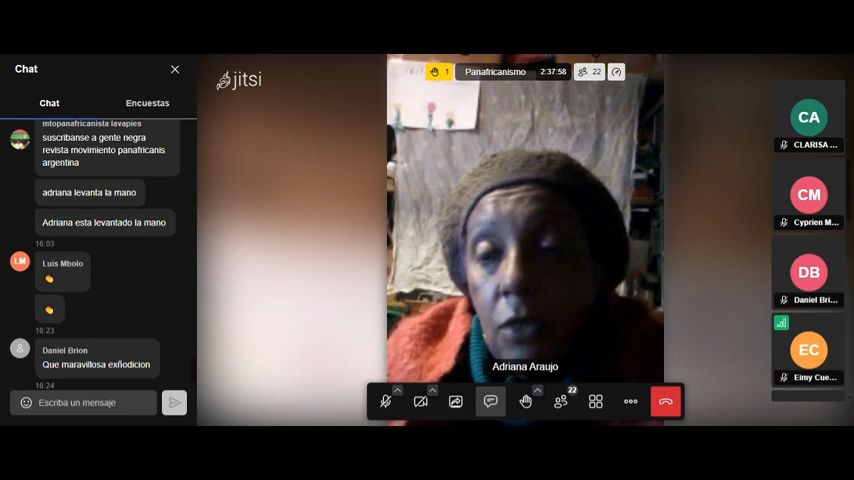 Chat
Chat
Encuestas
mtopanafricanista lavapies
suscribanse a gente negra
revista movimiento panafricanis
argentina
adriana levanta la mano
Adriana esta levantado la mano
16:03
LM
Luis Mbolo
16:23
Daniel Brion
Que maravillosa exñodicion
16:24
Escriba un mensaje
jitsi
1
Panafricanismo
2:37:58
22
Adriana Araujo
22
CA
CLARISA ...
CM
Cyprien M...
DB
Daniel Bri...
EC
Eimy Cue...